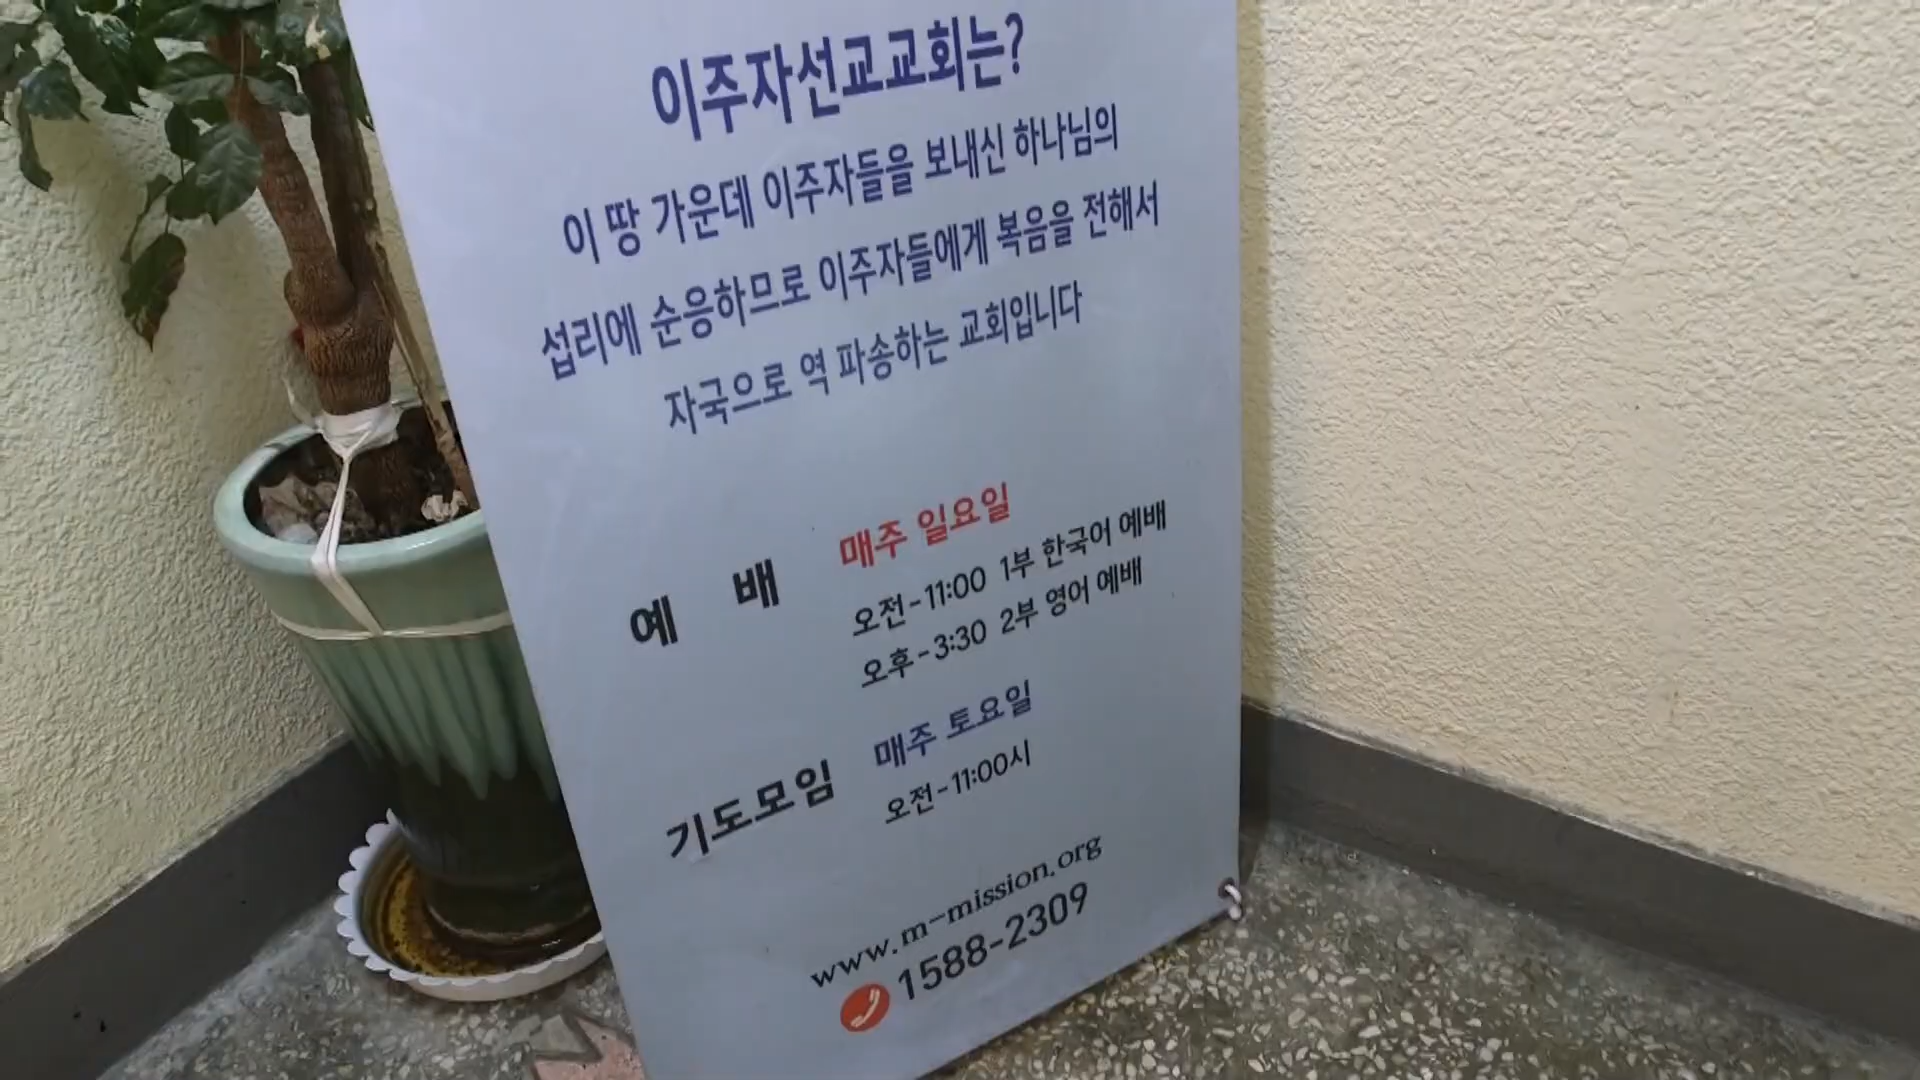 이주자선교교회는?
이 땅 가운데 이주자들을 보내신 하나님의
섭리에 순응하므로 이주자들에게 복음을 전해서
자국으로 역 파송하는 교회입니다
예 배 매주 일요일
오전-11:00 1부 한국어 예배
오후-3:30 2부 영어 예배
기도모임 매주 토요일
오전-11:00시
www.m-mission.org
1588-2309